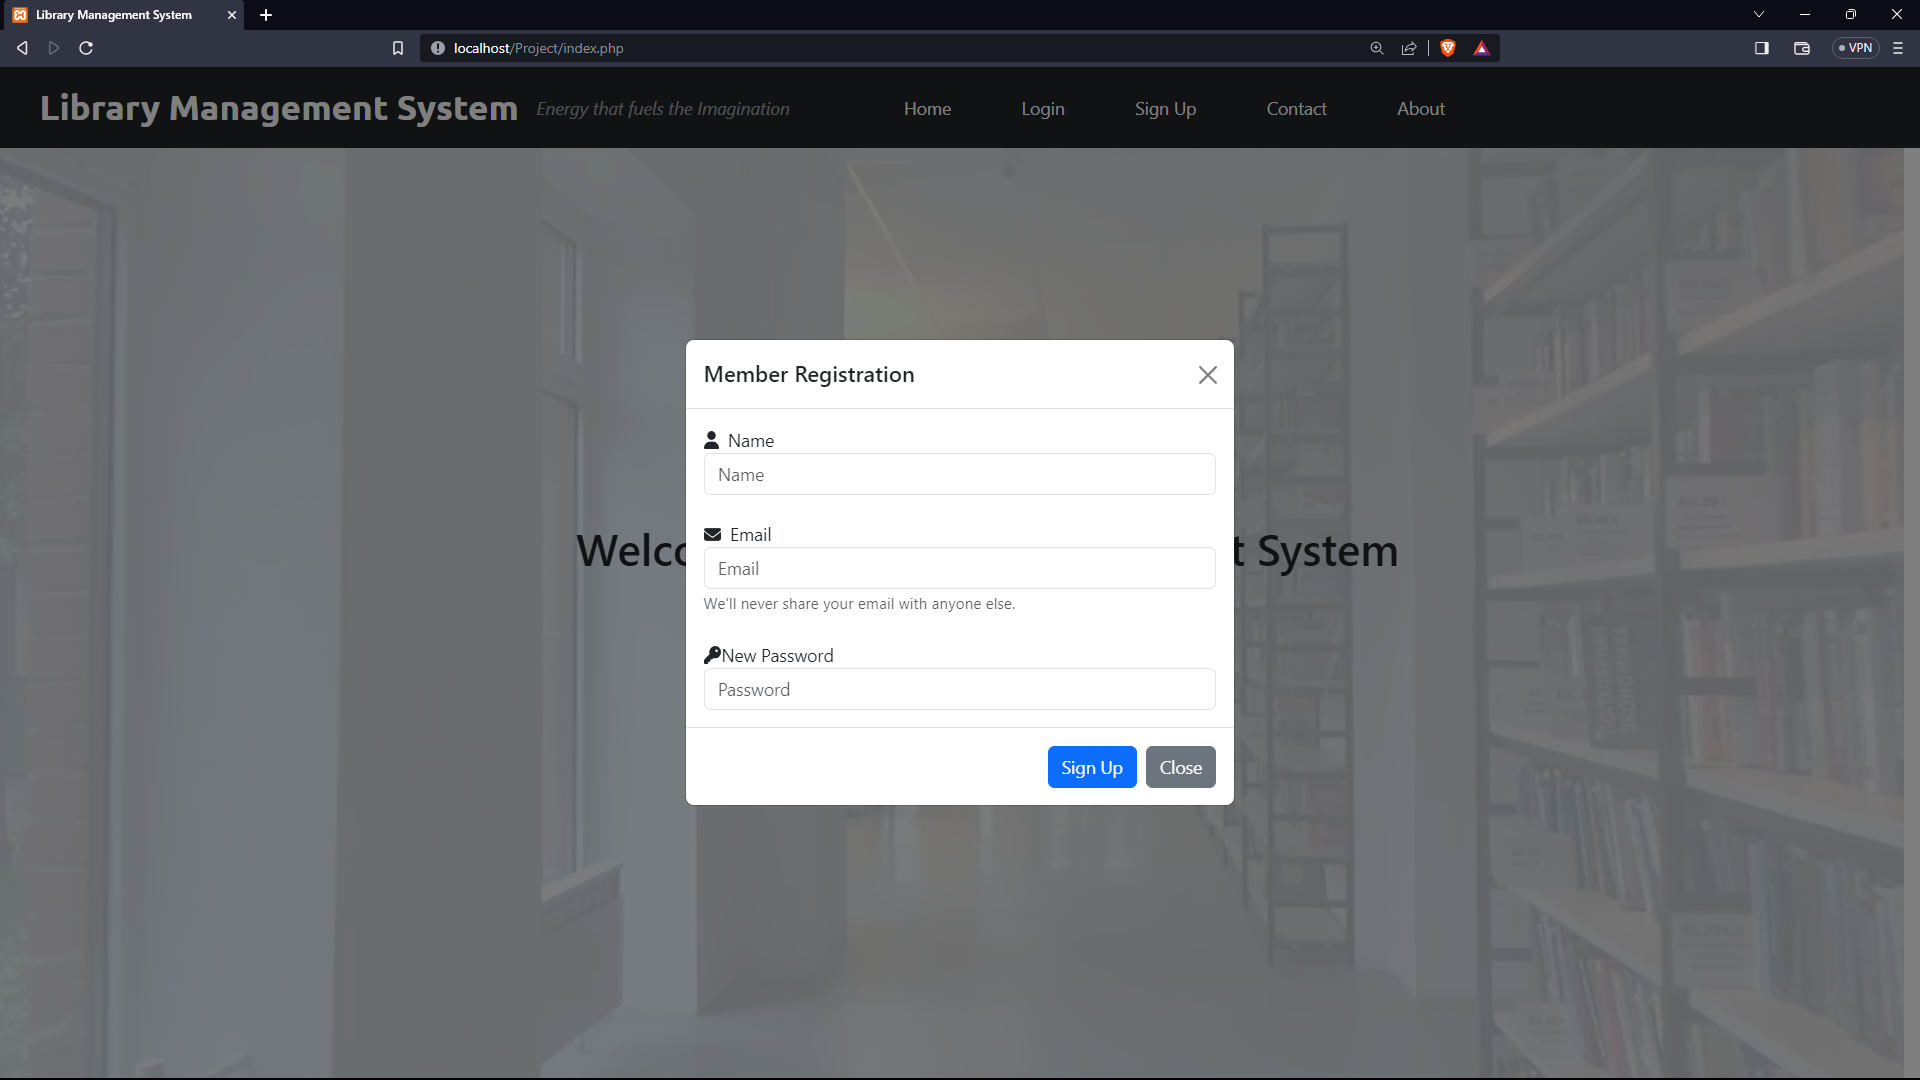 Library Management System
localhost/Project/index.php
VPN
Library Management System
Energy that fuels the Imagination
Home
Login
Sign Up
Contact
About
Member Registration
Name
Name
Email
Email
We'll never share your email with anyone else.
New Password
Password
Sign Up
Close
System
ПОПУЛЯРНАЯ
ЭКОНОМИКА